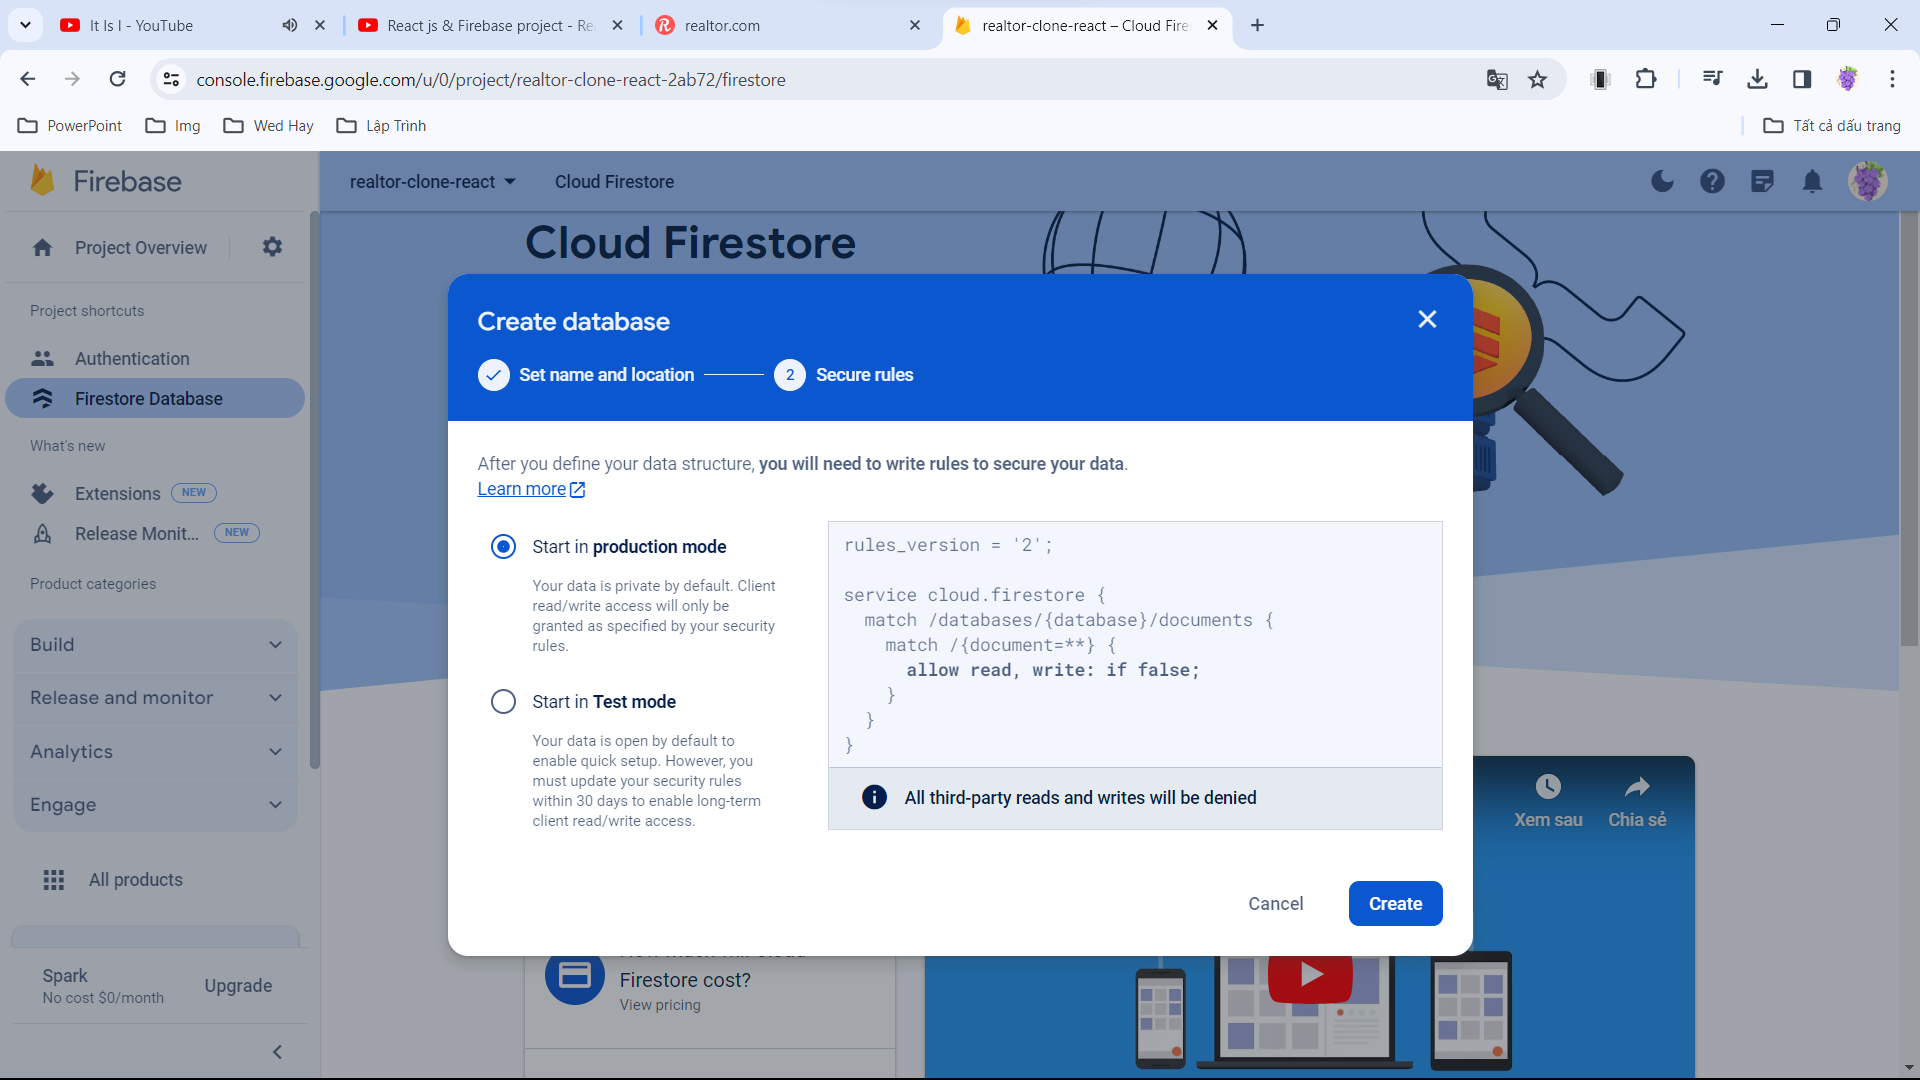 It Is I - YouTube
React js & Firebase project - Re
realtor.com
realtor-clone-react – Cloud Fire
console.firebase.google.com/u/0/project/realtor-clone-react-2ab72/firestore
PowerPoint
Img
Wed Hay
Lập Trình
Tất cả dấu trang
Firebase
realtor-clone-react
Cloud Firestore
Project Overview
Project shortcuts
Authentication
Firestore Database
What's new
Extensions NEW
Release Monit... NEW
Product categories
Build
Release and monitor
Analytics
Engage
All products
Spark
No cost $0/month
Upgrade
Cloud Firestore
Create database
Set name and location
2 Secure rules
After you define your data structure, you will need to write rules to secure your data.
Learn more
Start in production mode
Your data is private by default. Client
read/write access will only be
granted as specified by your security
rules.
Start in Test mode
Your data is open by default to
enable quick setup. However, you
must update your security rules
within 30 days to enable long-term
client read/write access.
rules_version = '2';
service cloud.firestore {
match /databases/{database}/documents {
match /{document=**} {
allow read, write: if false;
}
}
}
All third-party reads and writes will be denied
Cancel
Create
Xem sau
Chia sẻ
Firestore cost?
View pricing